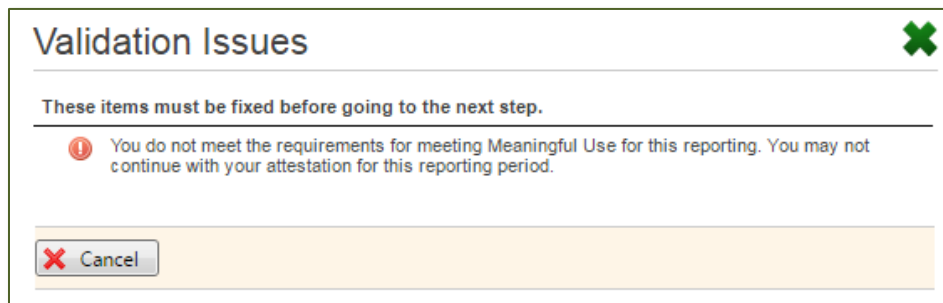 Validation Issues
These items must be fixed before going to the next step.
You do not meet the requirements for meeting Meaningful Use for this reporting. You may not
continue with your attestation for this reporting period.
Cancel